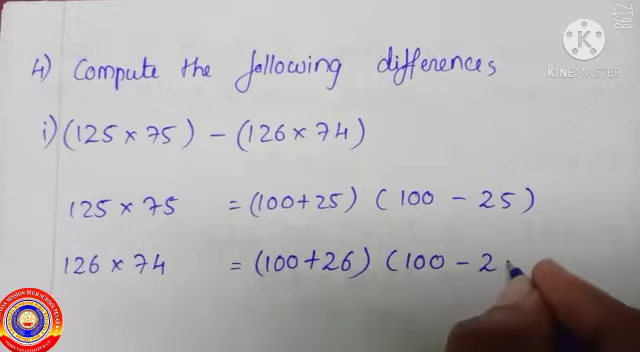 KINEMASTER
B612
4) Compute the following differences
i) (125 × 75) − (126 × 74)
125 × 75 = (100+25) (100 − 25)
126 × 74 = (100+26) (100 − 2